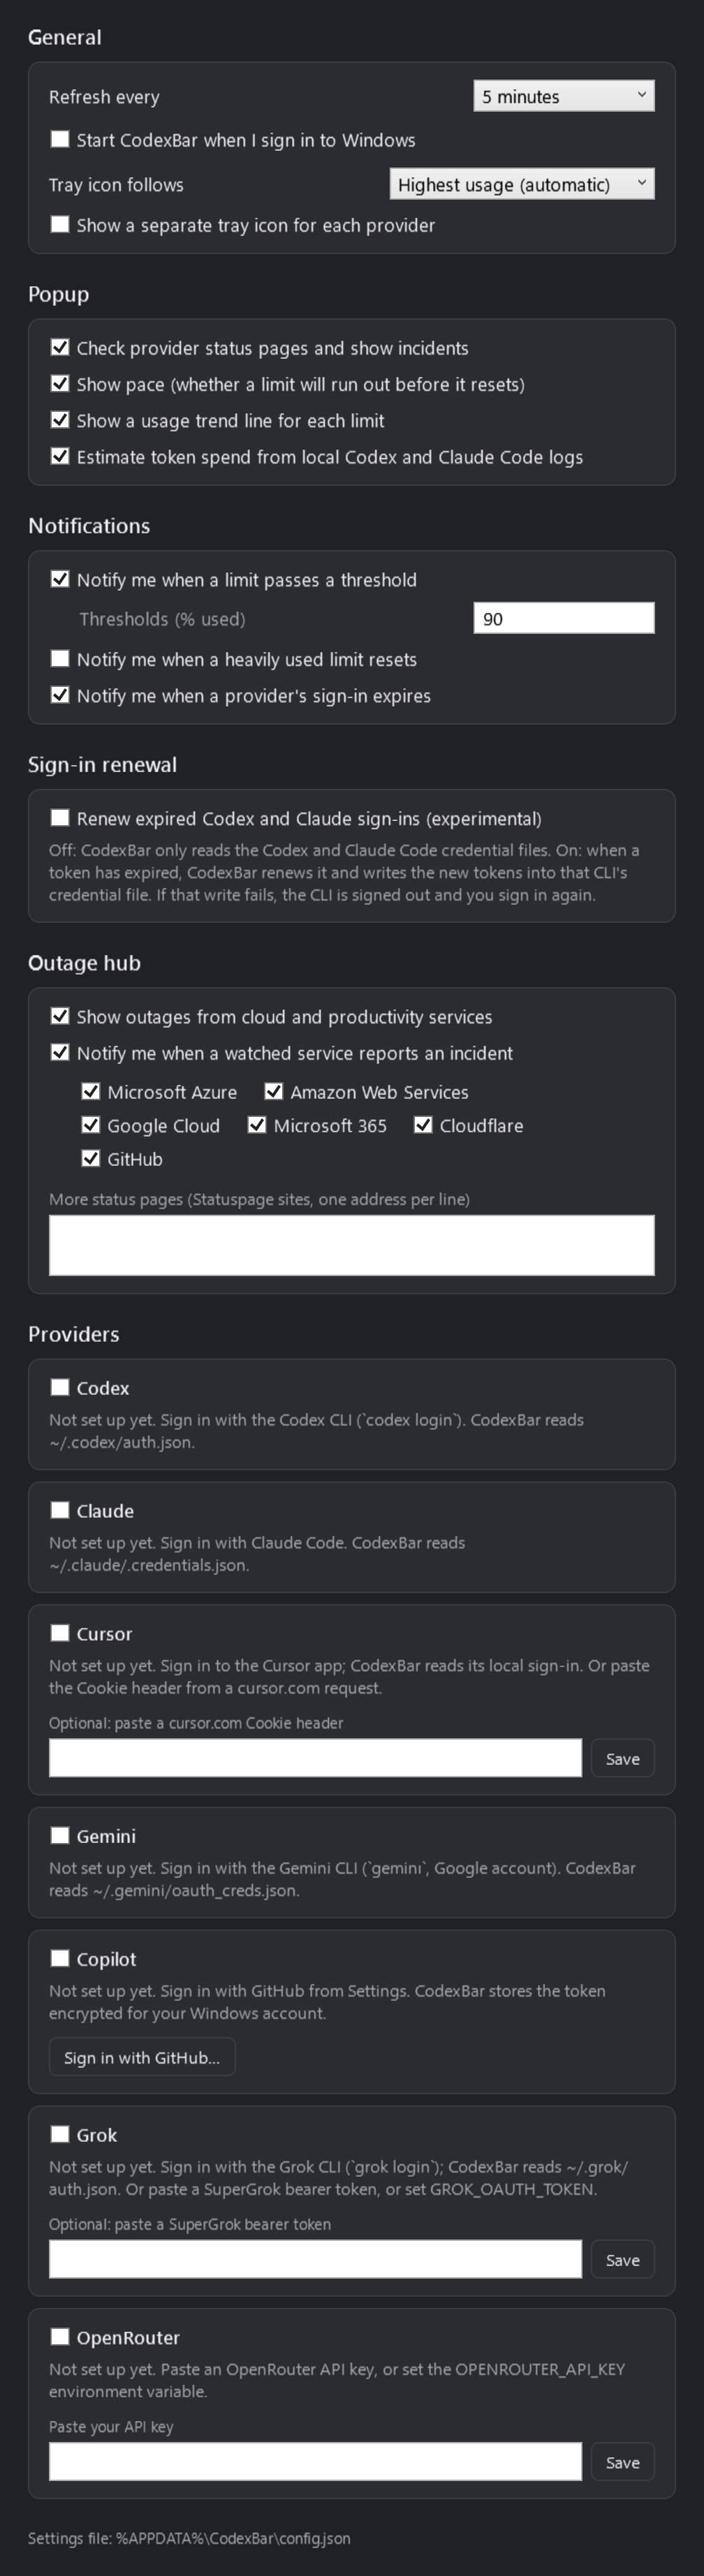 General
Refresh every
5 minutes
Start CodexBar when I sign in to Windows
Tray icon follows
Highest usage (automatic)
Show a separate tray icon for each provider
Popup
Check provider status pages and show incidents
Show pace (whether a limit will run out before it resets)
Show a usage trend line for each limit
Estimate token spend from local Codex and Claude Code logs
Notifications
Notify me when a limit passes a threshold
Thresholds (% used)
90
Notify me when a heavily used limit resets
Notify me when a provider's sign-in expires
Sign-in renewal
Renew expired Codex and Claude sign-ins (experimental)
Off: CodexBar only reads the Codex and Claude Code credential files. On: when a
token has expired, CodexBar renews it and writes the new tokens into that CLI's
credential file. If that write fails, the CLI is signed out and you sign in again.
Outage hub
Show outages from cloud and productivity services
Notify me when a watched service reports an incident
Microsoft Azure Amazon Web Services
Google Cloud Microsoft 365 Cloudflare
GitHub
More status pages (Statuspage sites, one address per line)
Providers
Codex
Not set up yet. Sign in with the Codex CLI (`codex login`). CodexBar reads
~/.codex/auth.json.
Claude
Not set up yet. Sign in with Claude Code. CodexBar reads
~/.claude/.credentials.json.
Cursor
Not set up yet. Sign in to the Cursor app; CodexBar reads its local sign-in. Or paste
the Cookie header from a cursor.com request.
Optional: paste a cursor.com Cookie header
Save
Gemini
Not set up yet. Sign in with the Gemini CLI (`gemini`, Google account). CodexBar
reads ~/.gemini/oauth_creds.json.
Copilot
Not set up yet. Sign in with GitHub from Settings. CodexBar stores the token
encrypted for your Windows account.
Sign in with GitHub...
Grok
Not set up yet. Sign in with the Grok CLI (`grok login`); CodexBar reads ~/.grok/
auth.json. Or paste a SuperGrok bearer token, or set GROK_OAUTH_TOKEN.
Optional: paste a SuperGrok bearer token
Save
OpenRouter
Not set up yet. Paste an OpenRouter API key, or set the OPENROUTER_API_KEY
environment variable.
Paste your API key
Save
Settings file: %APPDATA%\CodexBar\config.json